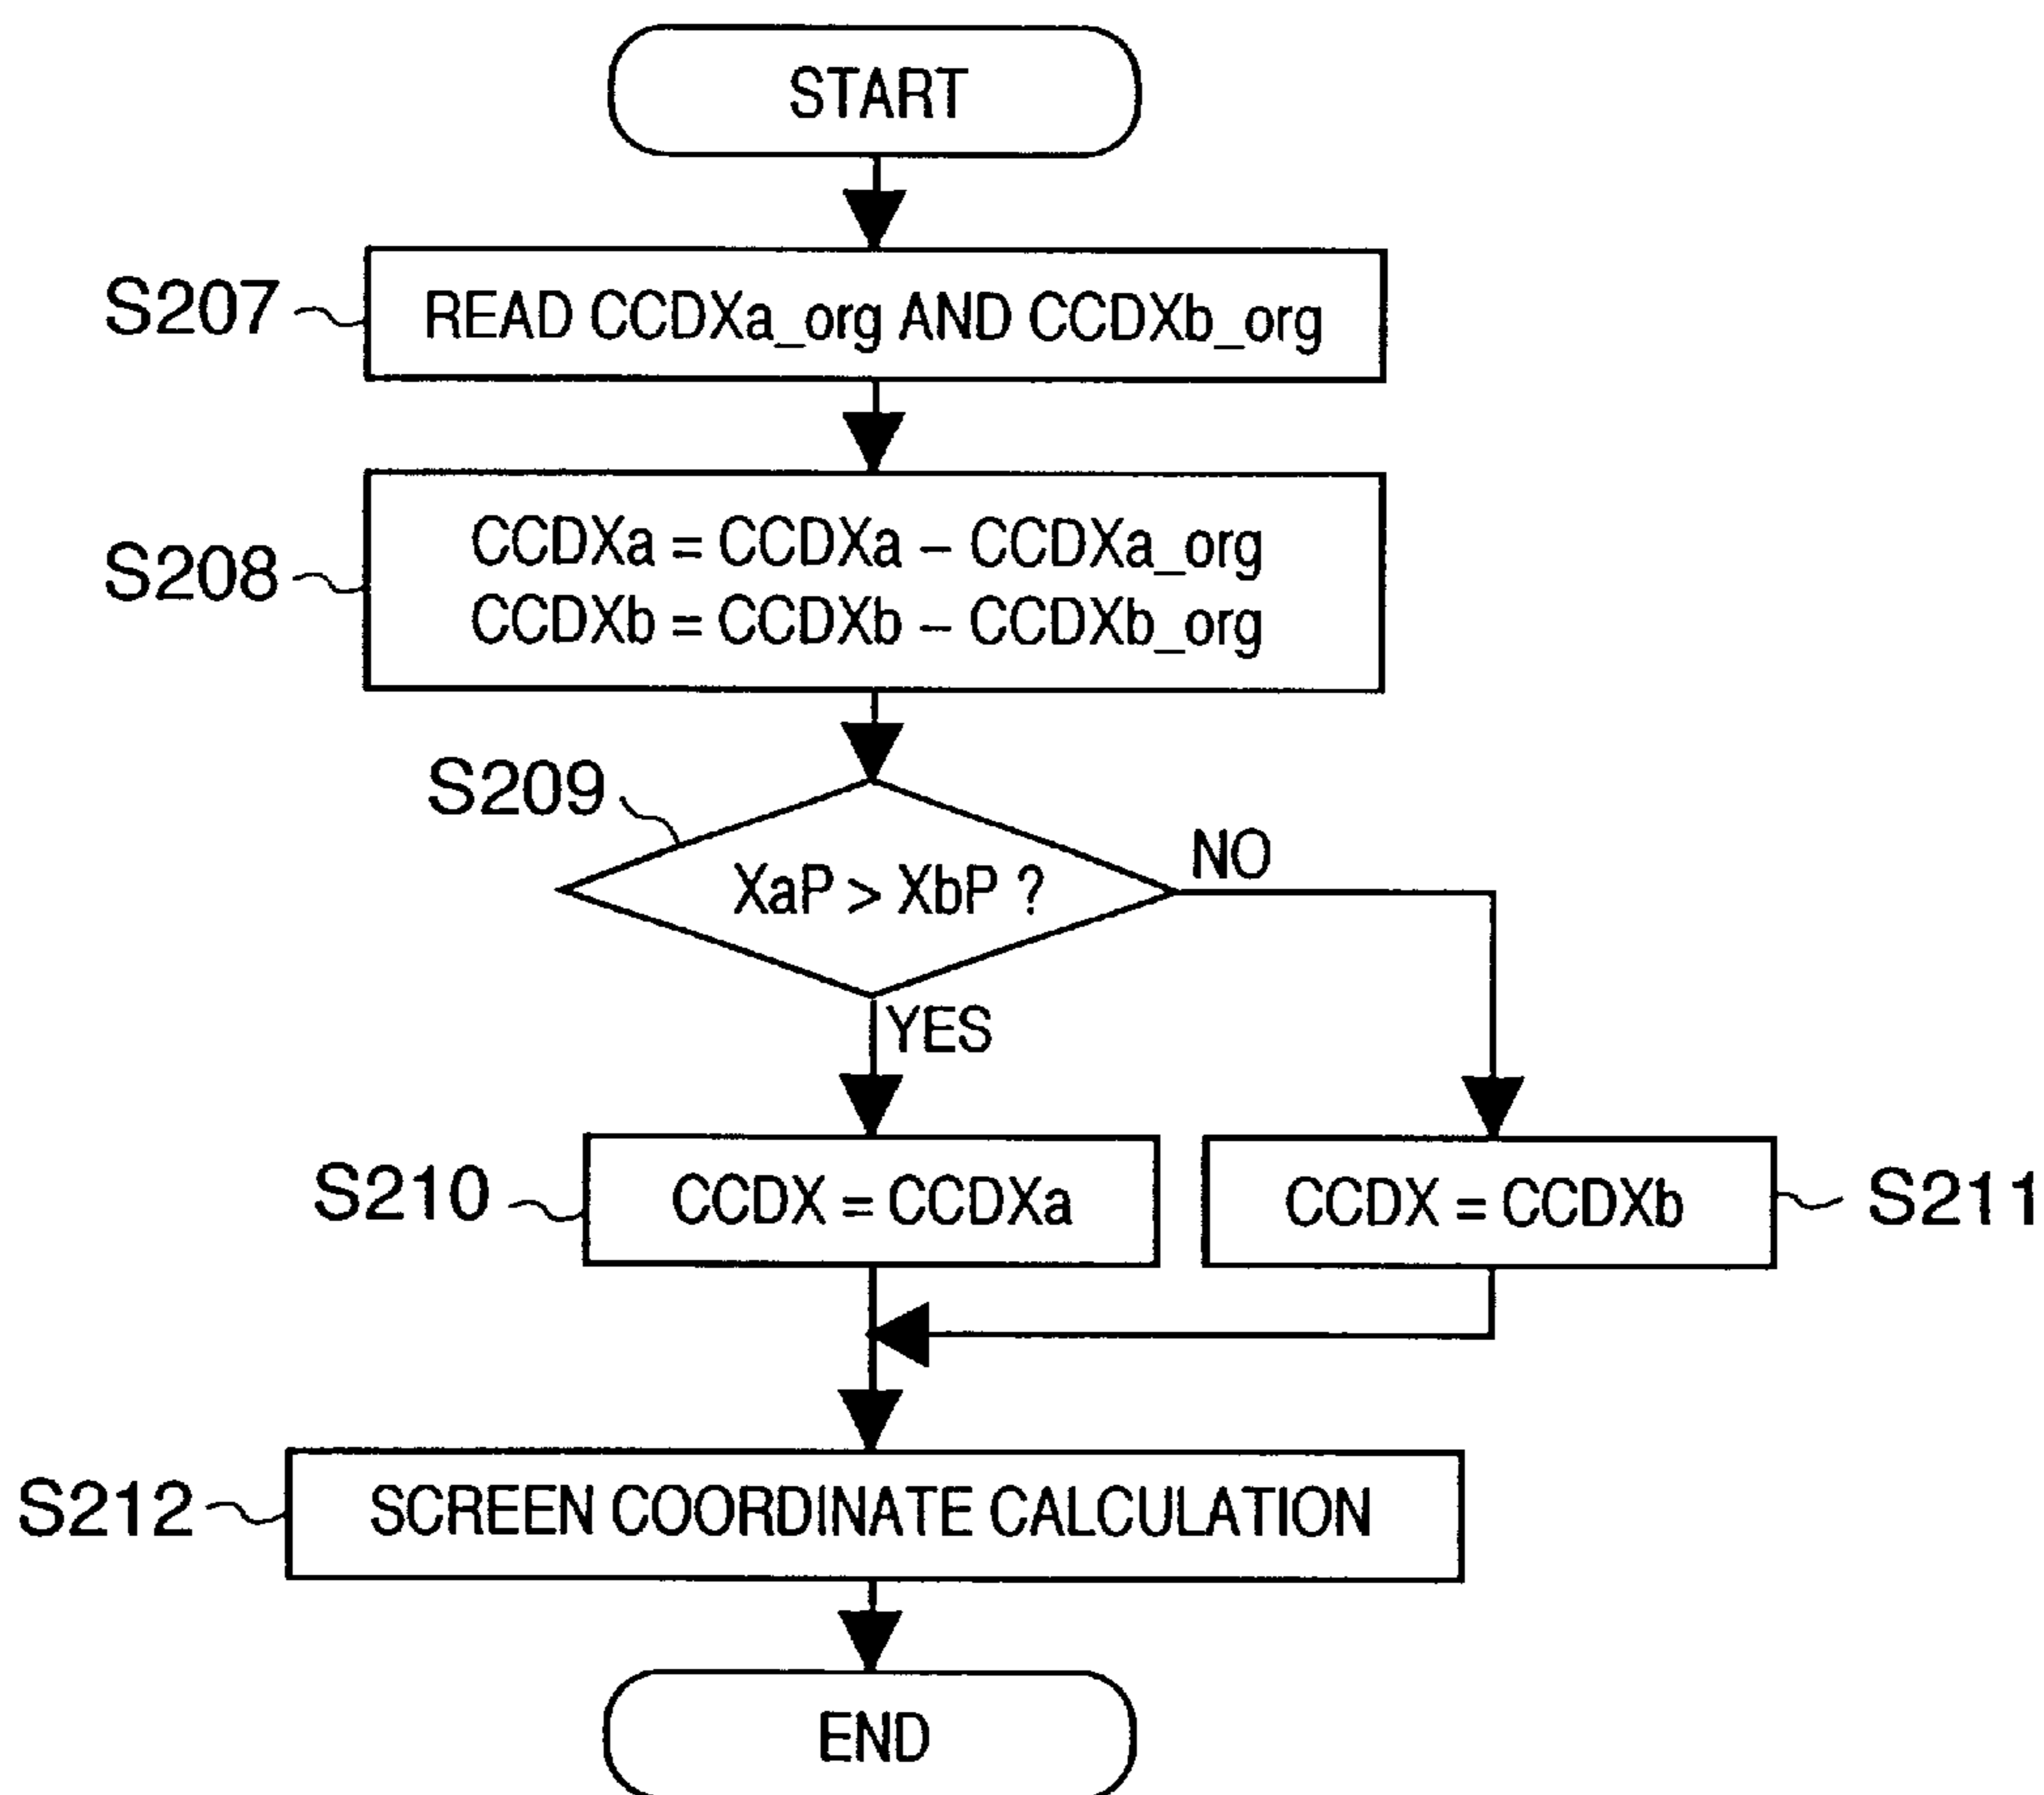 START
S207
READ CCDXa_org AND CCDXb_org
S208
CCDXa = CCDXa – CCDXa_org
CCDXb = CCDXb – CCDXb_org
S209
XaP > XbP ?
NO
YES
S210
CCDX = CCDXa
CCDX = CCDXb
S211
S212
SCREEN COORDINATE CALCULATION
END